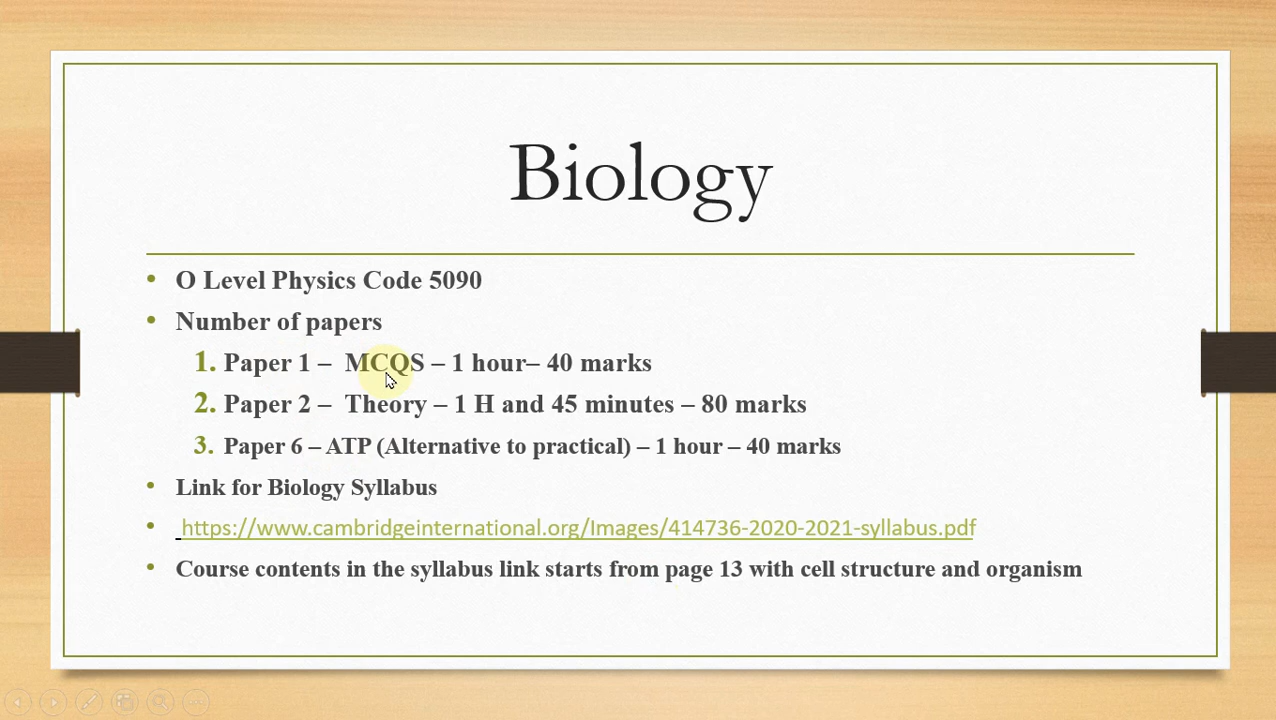 Biology
• O Level Physics Code 5090
• Number of papers
1. Paper 1 – MCQS – 1 hour– 40 marks
2. Paper 2 – Theory – 1 H and 45 minutes – 80 marks
3. Paper 6 – ATP (Alternative to practical) – 1 hour – 40 marks
• Link for Biology Syllabus
• https://www.cambridgeinternational.org/Images/414736-2020-2021-syllabus.pdf
• Course contents in the syllabus link starts from page 13 with cell structure and organism